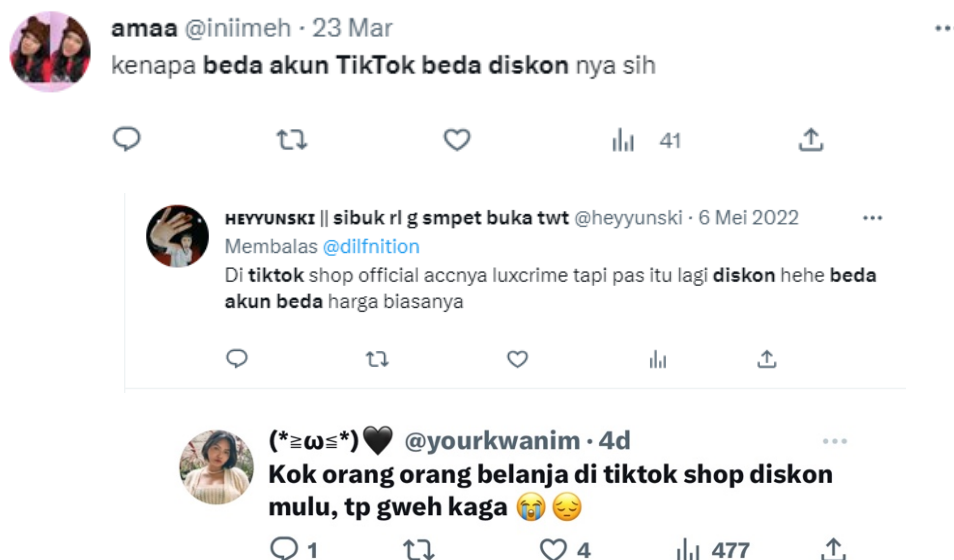 amaa @iniimeh · 23 Mar
kenapa beda akun TikTok beda diskon nya sih
41
HEYYUNSKI || sibuk rl g smpet buka twt @heyyunski · 6 Mei 2022
Membalas @dilfnition
Di tiktok shop official accnya luxcrime tapi pas itu lagi diskon hehe beda
akun beda harga biasanya
(*≧ω≦*)🖤 @yourkwanim · 4d
Kok orang orang belanja di tiktok shop diskon
mulu, tp gweh kaga 😭😔
1 4 477